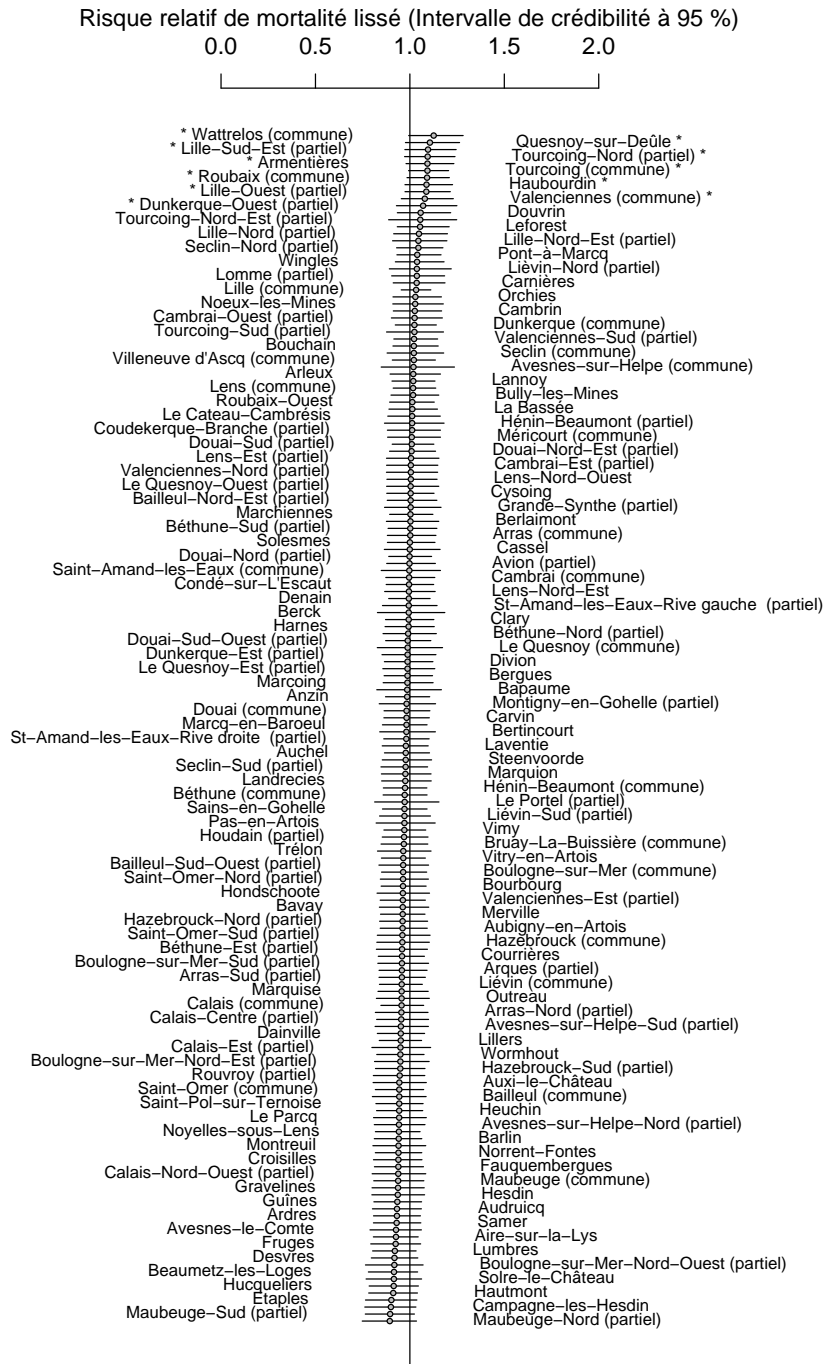 Risque relatif de mortalité lissé (Intervalle de crédibilité à 95 %)
0.0 0.5 1.0 1.5 2.0
* Wattrelos (commune)
Quesnoy−sur−Deûle *
* Lille−Sud−Est (partiel)
Tourcoing−Nord (partiel) *
* Armentières
Tourcoing (commune) *
* Roubaix (commune)
Haubourdin *
* Lille−Ouest (partiel)
Valenciennes (commune) *
* Dunkerque−Ouest (partiel)
Douvrin
Tourcoing−Nord−Est (partiel)
Leforest
Lille−Nord (partiel)
Lille−Nord−Est (partiel)
Seclin−Nord (partiel)
Pont−à−Marcq
Wingles
Lièvin−Nord (partiel)
Lomme (partiel)
Carnières
Lille (commune)
Orchies
Noeux−les−Mines
Cambrin
Cambrai−Ouest (partiel)
Dunkerque (commune)
Tourcoing−Sud (partiel)
Valenciennes−Sud (partiel)
Bouchain
Seclin (commune)
Villeneuve d'Ascq (commune)
Avesnes−sur−Helpe (commune)
Arleux
Lannoy
Lens (commune)
Bully−les−Mines
Roubaix−Ouest
La Bassée
Le Cateau−Cambrésis
Hénin−Beaumont (partiel)
Coudekerque−Branche (partiel)
Méricourt (commune)
Douai−Sud (partiel)
Douai−Nord−Est (partiel)
Lens−Est (partiel)
Cambrai−Est (partiel)
Valenciennes−Nord (partiel)
Lens−Nord−Ouest
Le Quesnoy−Ouest (partiel)
Cysoing
Bailleul−Nord−Est (partiel)
Grande−Synthe (partiel)
Marchiennes
Berlaimont
Béthune−Sud (partiel)
Arras (commune)
Solesmes
Cassel
Douai−Nord (partiel)
Avion (partiel)
Saint−Amand−les−Eaux (commune)
Cambrai (commune)
Condé−sur−L'Escaut
Lens−Nord−Est
Denain
St−Amand−les−Eaux−Rive gauche (partiel)
Berck
Clary
Harnes
Béthune−Nord (partiel)
Douai−Sud−Ouest (partiel)
Le Quesnoy (commune)
Dunkerque−Est (partiel)
Divion
Le Quesnoy−Est (partiel)
Bergues
Marcoing
Bapaume
Anzin
Montigny−en−Gohelle (partiel)
Douai (commune)
Carvin
Marcq−en−Baroeul
Bertincourt
St−Amand−les−Eaux−Rive droite (partiel)
Laventie
Auchel
Steenvoorde
Seclin−Sud (partiel)
Marquion
Landrecies
Hénin−Beaumont (commune)
Béthune (commune)
Le Portel (partiel)
Sains−en−Gohelle
Liévin−Sud (partiel)
Pas−en−Artois
Vimy
Houdain (partiel)
Bruay−La−Buissière (commune)
Trélon
Vitry−en−Artois
Bailleul−Sud−Ouest (partiel)
Boulogne−sur−Mer (commune)
Saint−Omer−Nord (partiel)
Bourbourg
Hondschoote
Valenciennes−Est (partiel)
Bavay
Merville
Hazebrouck−Nord (partiel)
Aubigny−en−Artois
Saint−Omer−Sud (partiel)
Hazebrouck (commune)
Béthune−Est (partiel)
Courrières
Boulogne−sur−Mer−Sud (partiel)
Arques (partiel)
Arras−Sud (partiel)
Liévin (commune)
Marquise
Outreau
Calais (commune)
Arras−Nord (partiel)
Calais−Centre (partiel)
Avesnes−sur−Helpe−Sud (partiel)
Dainville
Lillers
Calais−Est (partiel)
Wormhout
Boulogne−sur−Mer−Nord−Est (partiel)
Hazebrouck−Sud (partiel)
Rouvroy (partiel)
Auxi−le−Château
Saint−Omer (commune)
Bailleul (commune)
Saint−Pol−sur−Ternoise
Heuchin
Le Parcq
Avesnes−sur−Helpe−Nord (partiel)
Noyelles−sous−Lens
Barlin
Montreuil
Norrent−Fontes
Croisilles
Fauquembergues
Calais−Nord−Ouest (partiel)
Maubeuge (commune)
Gravelines
Hesdin
Guînes
Audruicq
Ardres
Samer
Avesnes−le−Comte
Aire−sur−la−Lys
Fruges
Lumbres
Desvres
Boulogne−sur−Mer−Nord−Ouest (partiel)
Beaumetz−les−Loges
Solre−le−Château
Hucqueliers
Hautmont
Etaples
Campagne−les−Hesdin
Maubeuge−Sud (partiel)
Maubeuge−Nord (partiel)